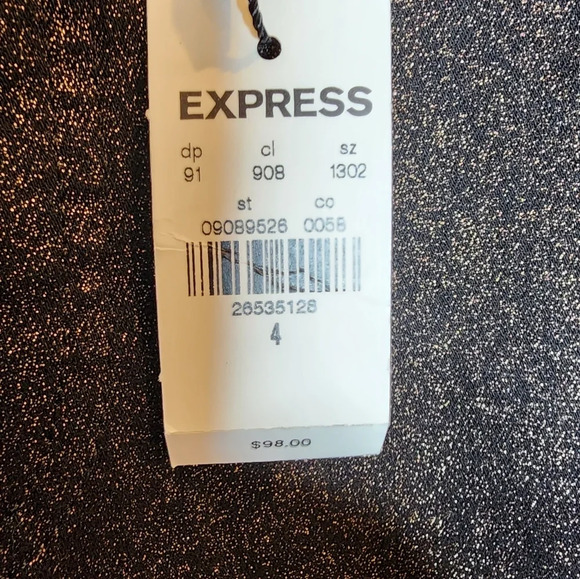 EXPRESS
dp cl sz
91 908 1302
st co
09089526 0058
26535128
4
$98.00